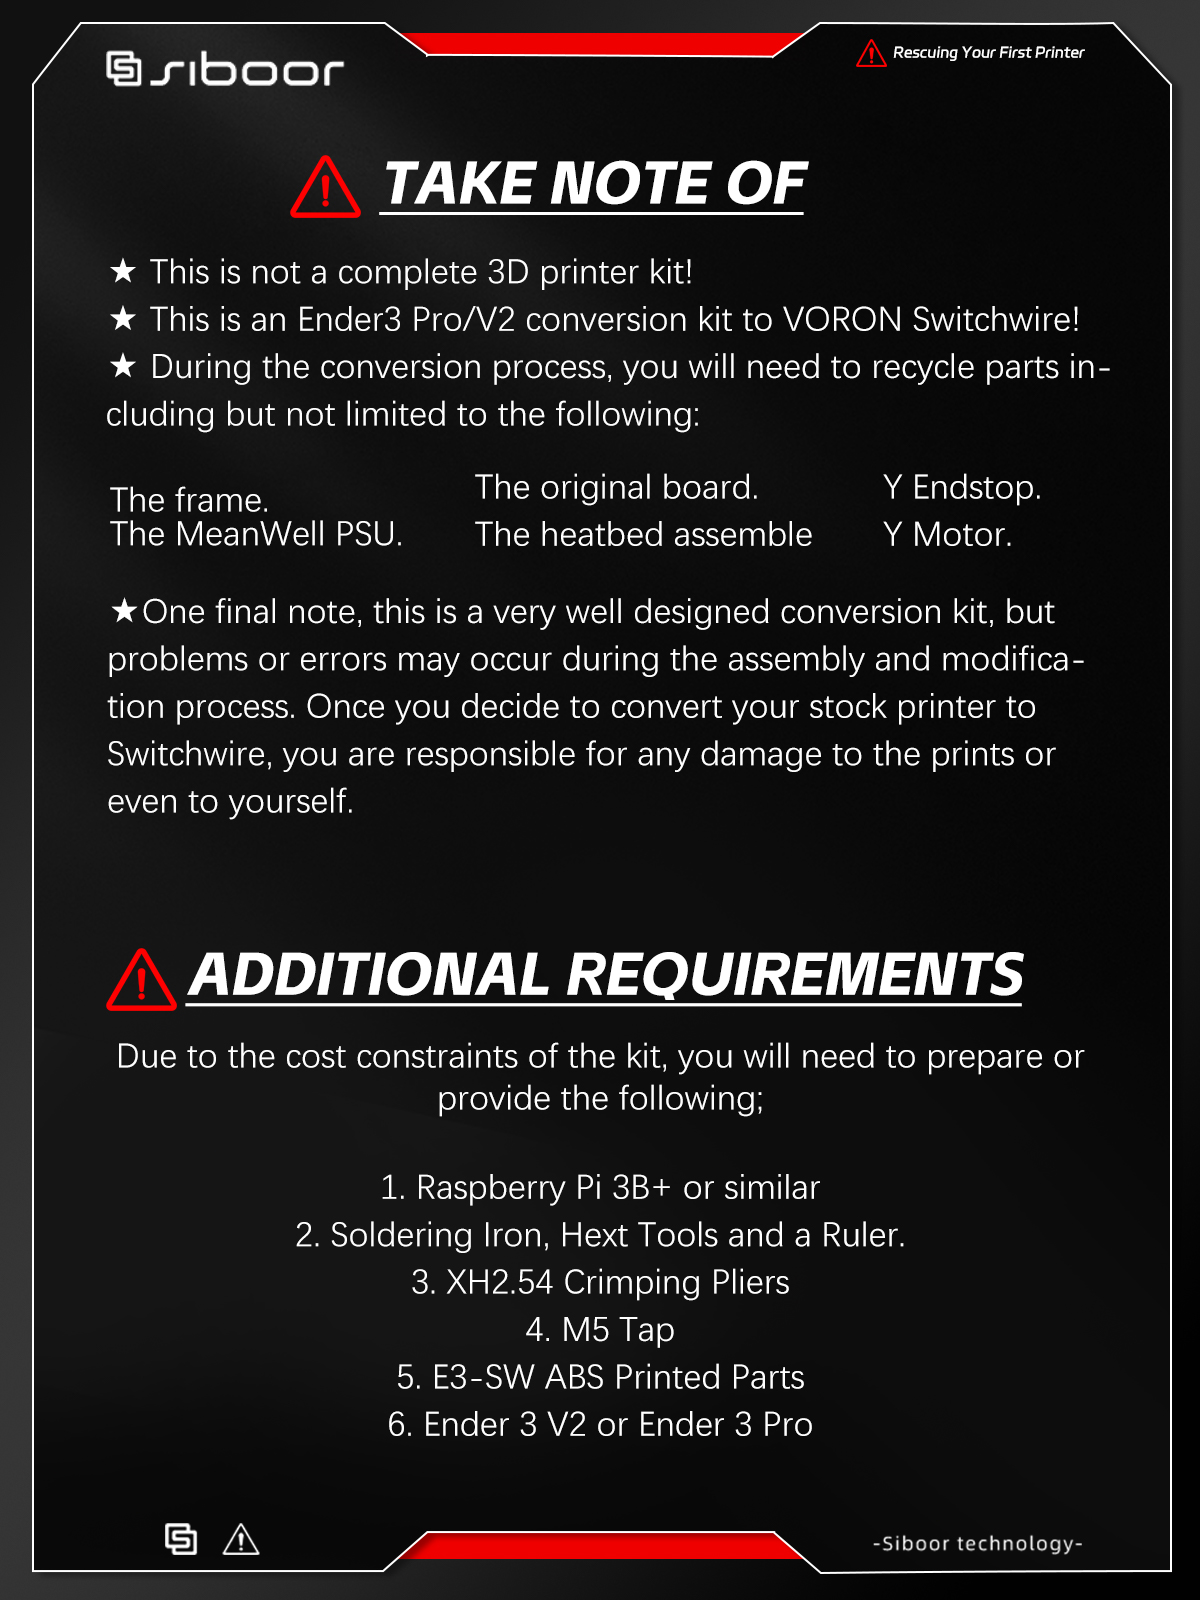 siboor
Rescuing Your First Printer
TAKE NOTE OF
★ This is not a complete 3D printer kit!
★ This is an Ender3 Pro/V2 conversion kit to VORON Switchwire!
★ During the conversion process, you will need to recycle parts in-
cluding but not limited to the following:
The frame.
The MeanWell PSU.
The original board.
The heatbed assemble
Y Endstop.
Y Motor.
★One final note, this is a very well designed conversion kit, but
problems or errors may occur during the assembly and modifica-
tion process. Once you decide to convert your stock printer to
Switchwire, you are responsible for any damage to the prints or
even to yourself.
ADDITIONAL REQUIREMENTS
Due to the cost constraints of the kit, you will need to prepare or
provide the following;
1. Raspberry Pi 3B+ or similar
2. Soldering Iron, Hext Tools and a Ruler.
3. XH2.54 Crimping Pliers
4. M5 Tap
5. E3-SW ABS Printed Parts
6. Ender 3 V2 or Ender 3 Pro
-Siboor technology-